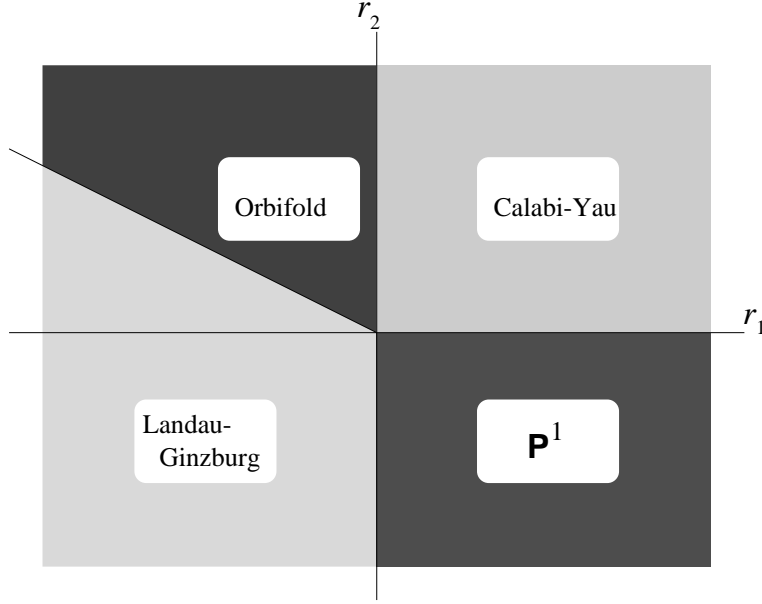 r₂
Orbifold
Calabi-Yau
r₁
Landau-
Ginzburg
P¹